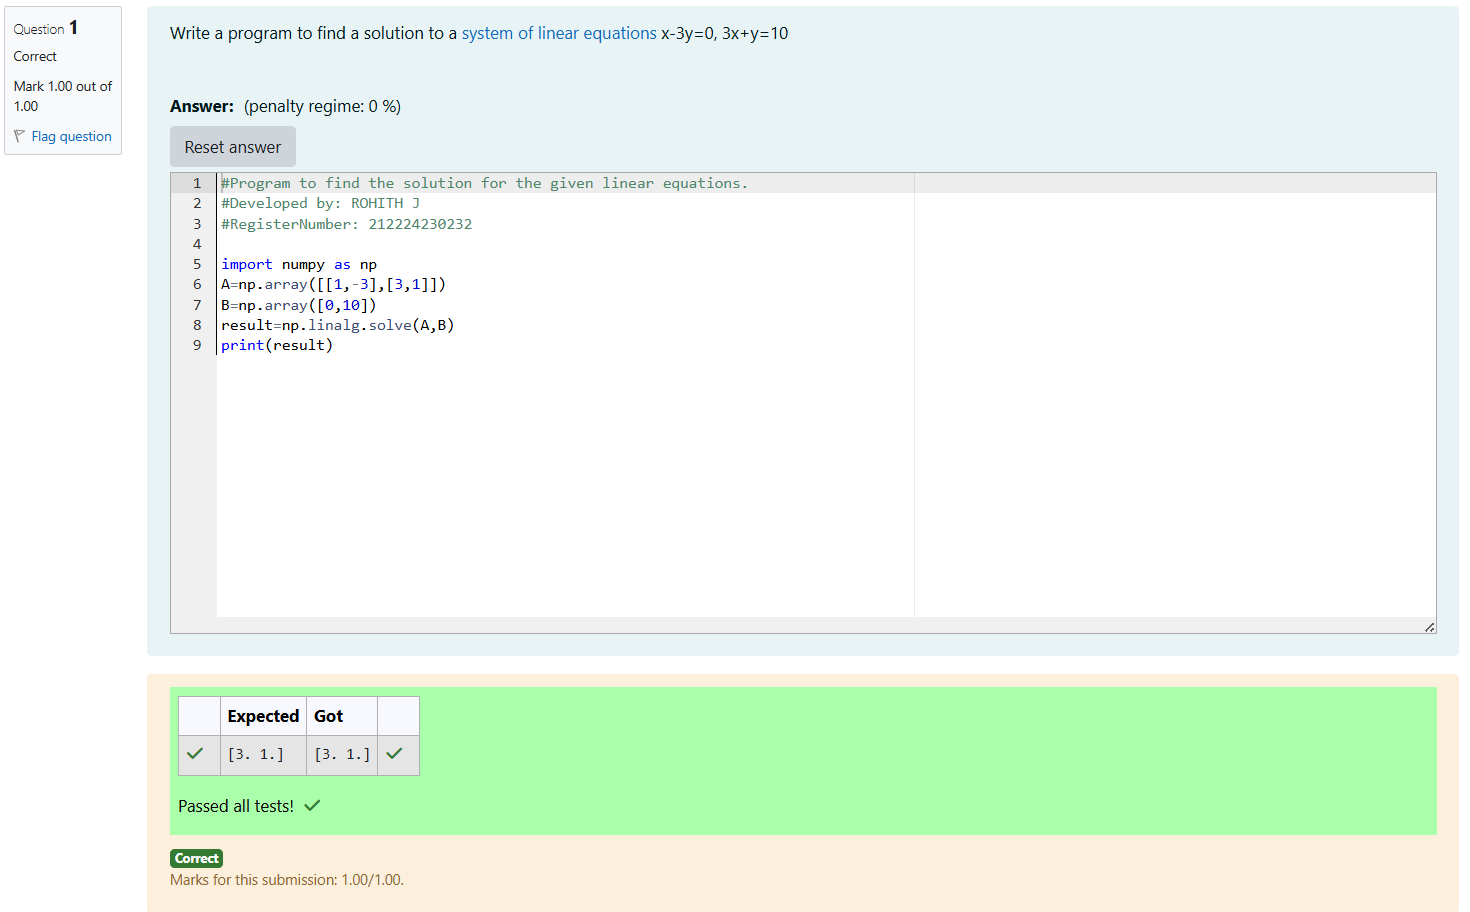 Question 1
Correct
Mark 1.00 out of
1.00
Flag question
Write a program to find a solution to a system of linear equations x-3y=0, 3x+y=10
Answer: (penalty regime: 0 %)
Reset answer
1 #Program to find the solution for the given linear equations.
2 #Developed by: ROHITH J
3 #RegisterNumber: 212224230232
4
5 import numpy as np
6 A=np.array([[1,-3],[3,1]])
7 B=np.array([0,10])
8 result=np.linalg.solve(A,B)
9 print(result)
Expected Got
[3. 1.] [3. 1.]
Passed all tests!
Correct
Marks for this submission: 1.00/1.00.